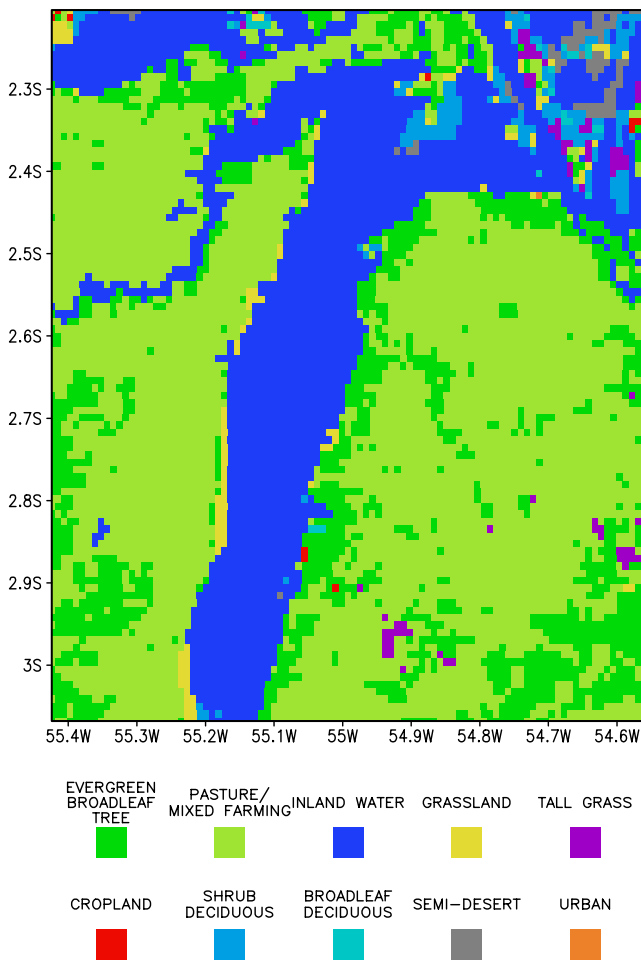 2.3S
2.4S
2.5S
2.6S
2.7S
2.8S
2.9S
3S
55.4W 55.3W 55.2W 55.1W 55W 54.9W 54.8W 54.7W 54.6W
EVERGREEN
BROADLEAF
TREE
PASTURE/
MIXED FARMING
INLAND WATER
GRASSLAND
TALL GRASS
CROPLAND
SHRUB
DECIDUOUS
BROADLEAF
DECIDUOUS
SEMI-DESERT
URBAN